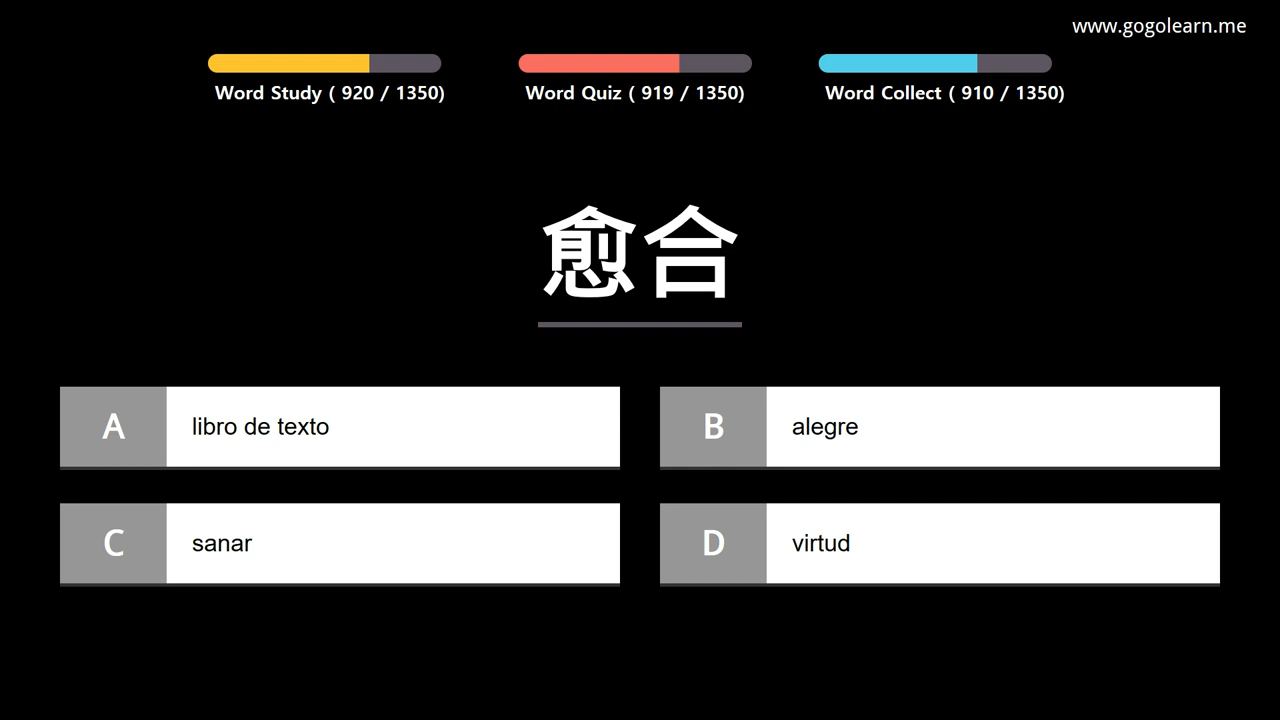 www.gogolearn.me
Word Study ( 920 / 1350)
Word Quiz ( 919 / 1350)
Word Collect ( 910 / 1350)
愈合
A libro de texto
B alegre
C sanar
D virtud